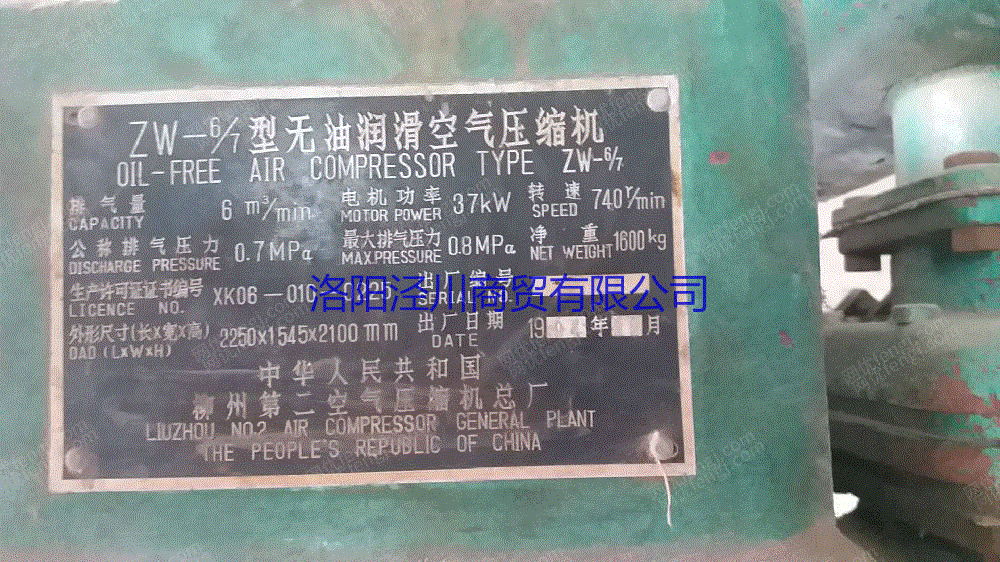 ZW-6/7型无油润滑空气压缩机
OIL-FREE AIR COMPRESSOR TYPE ZW-6/7
排气量 6 m³/min 电机功率 37kW 转速 740r/min
CAPACITY MOTOR POWER SPEED
公称排气压力 0.7MPa 最大排气压力 0.8MPa 净重 1600kg
DISCHARGE PRESSURE MAX.PRESSURE NET WEIGHT
生产许可证证书编号 XK06-010 出厂编号
LICENCE NO. SERIAL NO.
洛阳泾川商贸有限公司
外形尺寸(长x宽x高) 2250x1545x2100mm 出厂日期 19 年 月
DAD (LxWxH) DATE
中华人民共和国
柳州第二空气压缩机总厂
LIUZHOU NO.2 AIR COMPRESSOR GENERAL PLANT
THE PEOPLE'S REPUBLIC OF CHINA